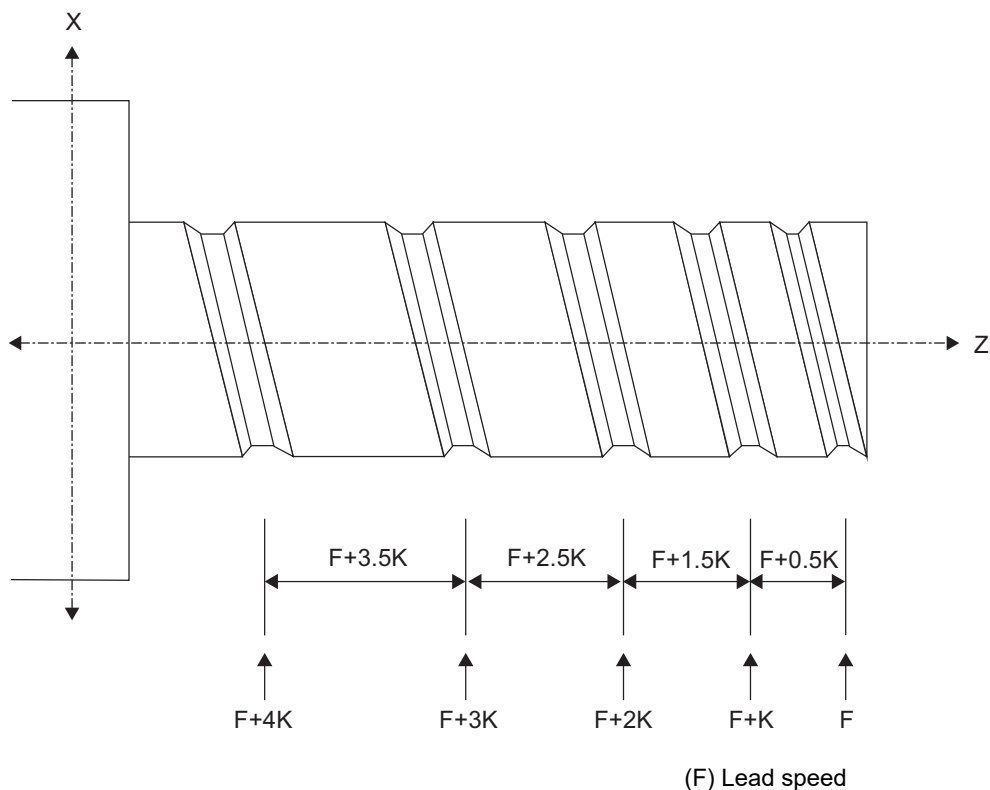 X
Z
F+3.5K F+2.5K F+1.5K F+0.5K
F+4K F+3K F+2K F+K F
(F) Lead speed